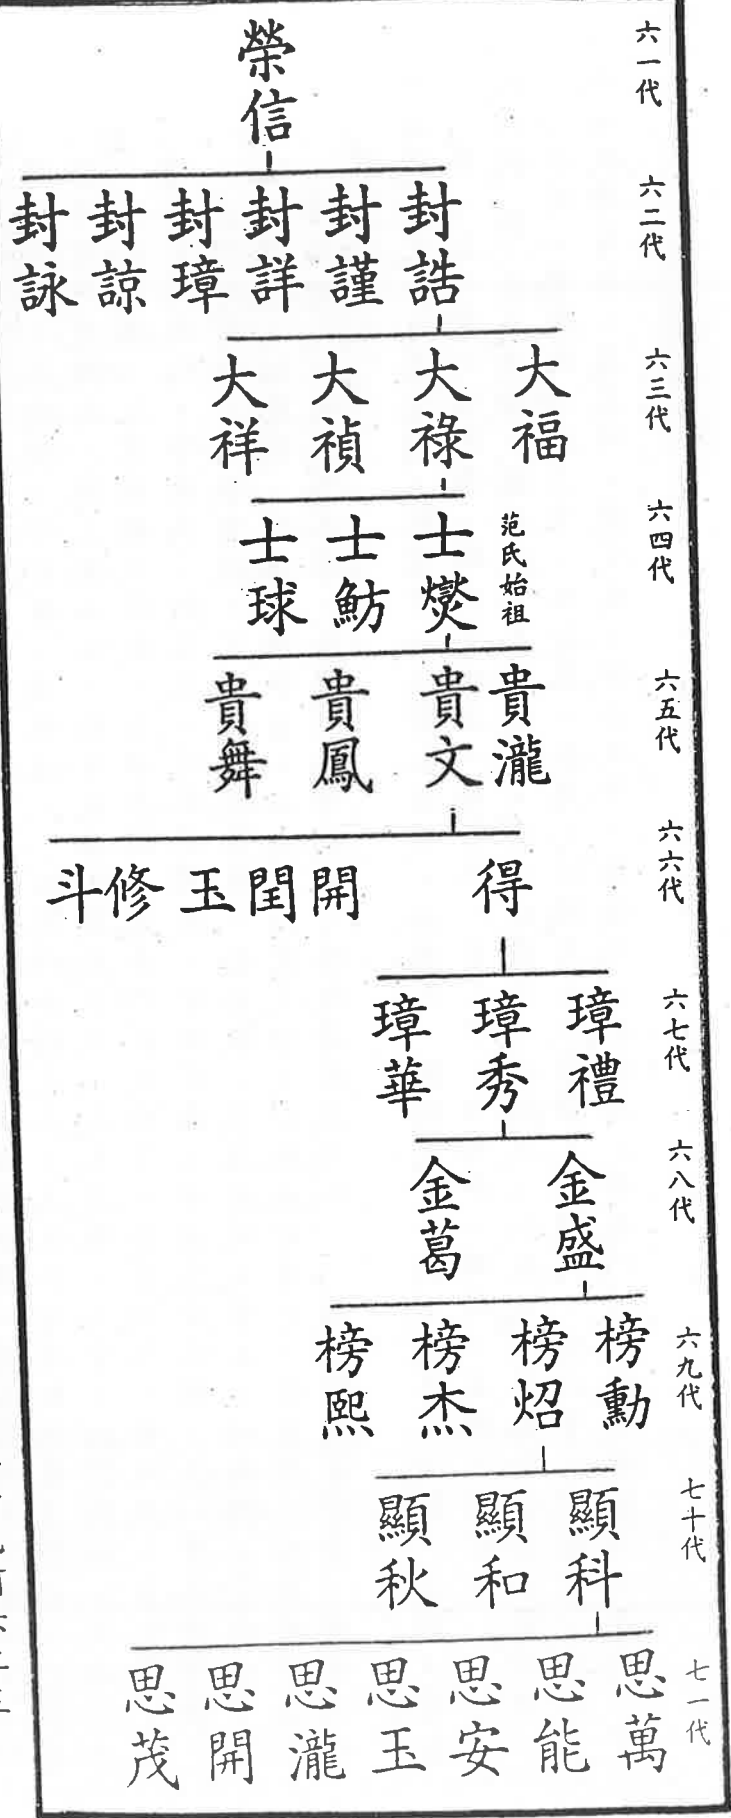 六一代
榮信
六二代
封誥
封謹
封詳
封璋
封諒
封詠
六三代
大福
大祿
大禎
大祥
六四代
范氏始祖
士爕
士魴
士球
六五代
貴瀧
貴文
貴鳳
貴舞
六六代
得
開
閏
玉
修
斗
六七代
璋禮
璋秀
璋華
六八代
金盛
金葛
六九代
榜勳
榜炤
榜杰
榜熙
七十代
顯科
顯和
顯秋
七一代
思萬
思能
思安
思玉
思瀧
思開
思茂